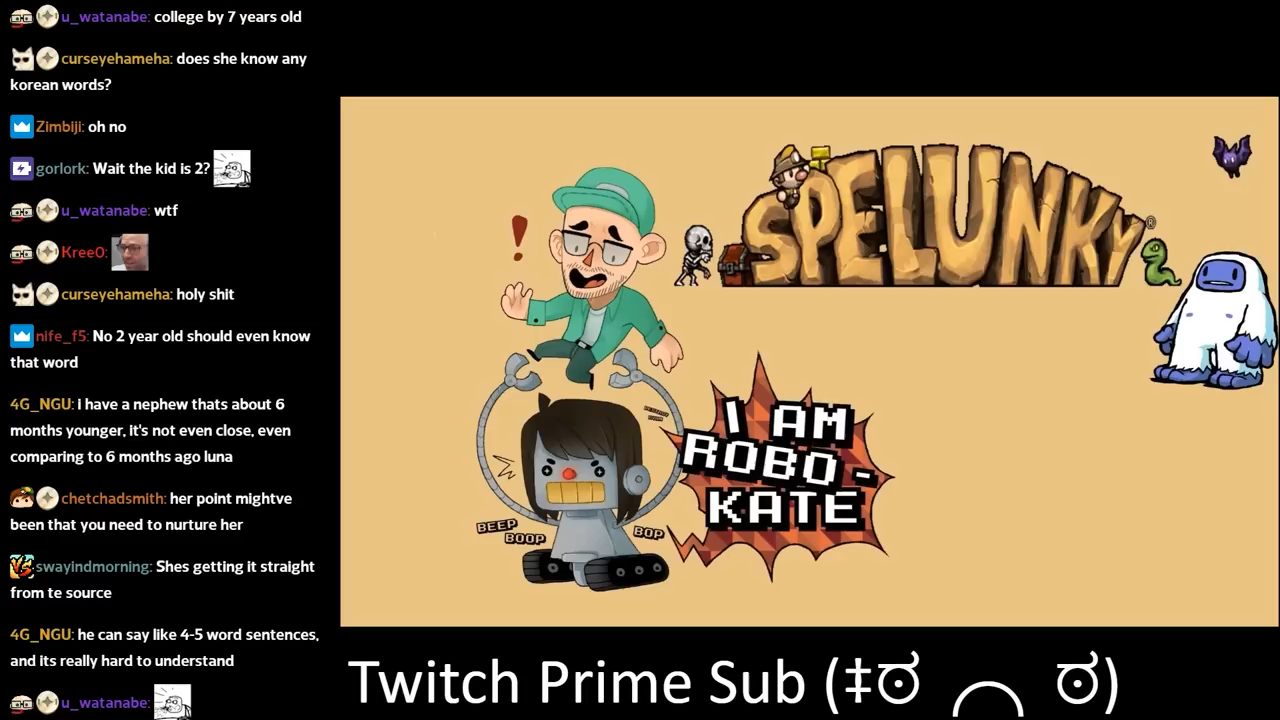 u_watanabe: college by 7 years old
curseyehameha: does she know any
korean words?
Zimbiji: oh no
gorlork: Wait the kid is 2?
u_watanabe: wtf
KreeO:
curseyehameha: holy shit
nife_f5: No 2 year old should even know
that word
4G_NGU: i have a nephew thats about 6
months younger, it's not even close, even
comparing to 6 months ago luna
chetchadsmith: her point mightve
been that you need to nurture her
swayindmorning: Shes getting it straight
from te source
4G_NGU: he can say like 4-5 word sentences,
and its really hard to understand
u_watanabe:
SPELUNKY®
!
I AM
ROBO-
KATE
BEEP
BOOP
BOP
Twitch Prime Sub (‡ಠ ⁀ ಠ)